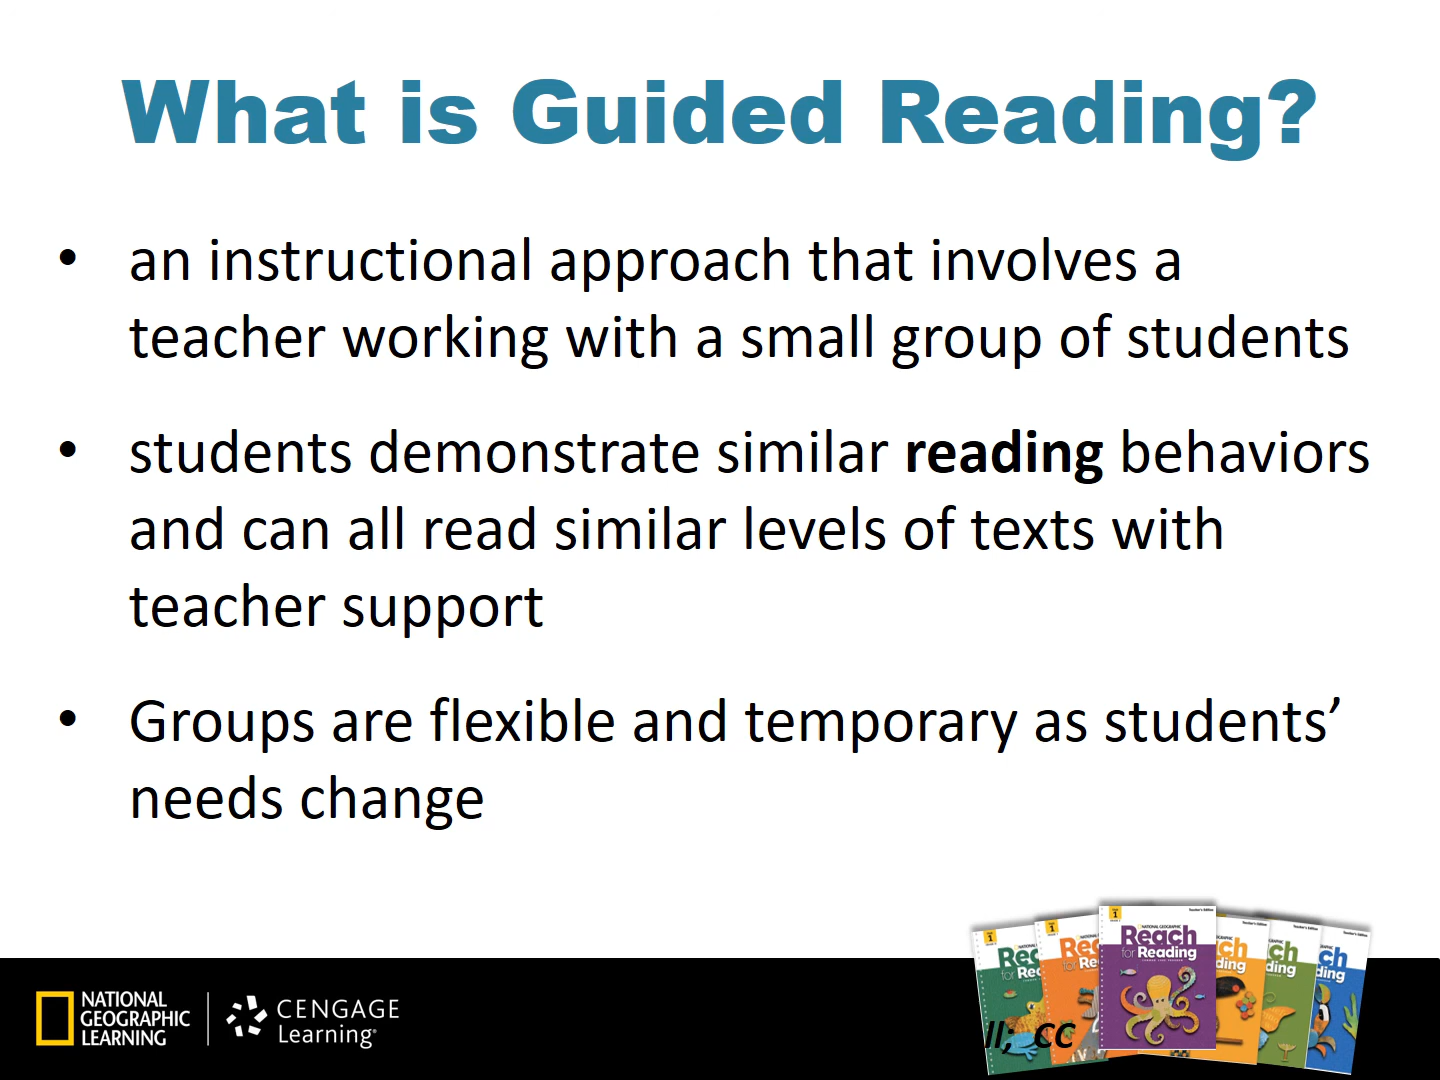 What is Guided Reading?
• an instructional approach that involves a
teacher working with a small group of students
• students demonstrate similar reading behaviors
and can all read similar levels of texts with
teacher support
• Groups are flexible and temporary as students’
needs change
NATIONAL
GEOGRAPHIC
LEARNING
CENGAGE
Learning
Reach
for Reading
ll; CC